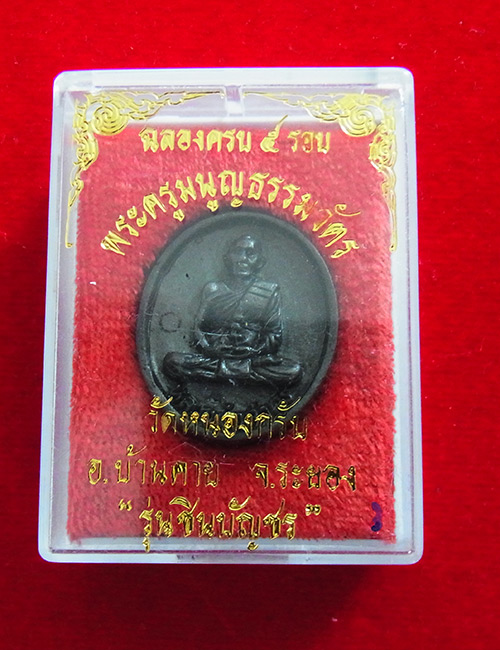 ฉลองครบ ๕ รอบ
พระครูมนูญธรรมวัตร
วัดหนองกรับ
อ.บ้านค่าย จ.ระยอง
"รุ่นชินบัญชร"